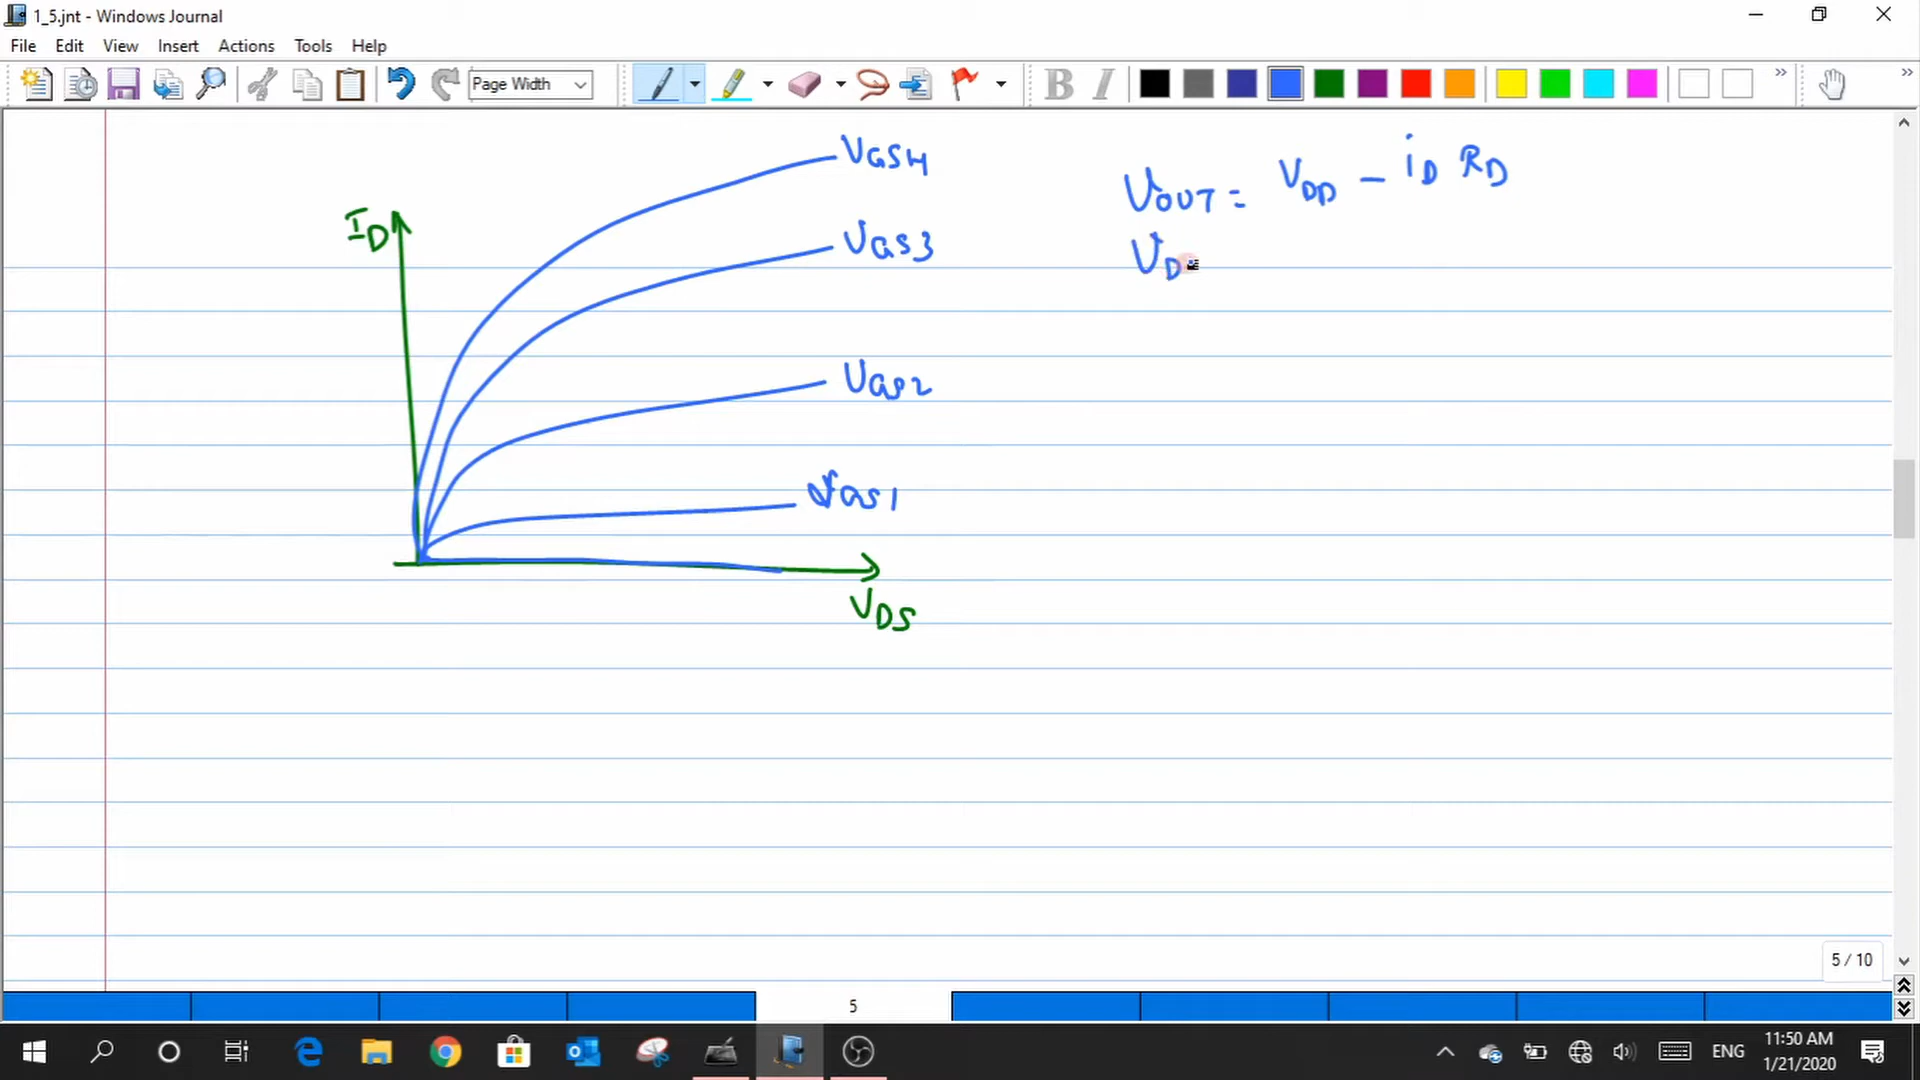 1_5.jnt - Windows Journal
File Edit View Insert Actions Tools Help
Page Width
B I
VGS4
VOUT = VDD - iD RD
ID
VGS3
VD
VGS2
VGS1
VDS
5 / 10
5
ENG
11:50 AM
1/21/2020